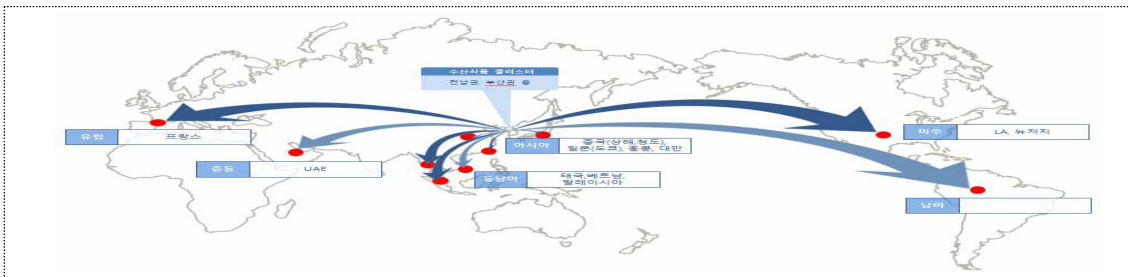 수산식품 클러스터
전남권, 부산권 등
유럽 프랑스
중동 UAE
아시아 중국(상해,청도),
일본(도쿄), 홍콩, 대만
동남아 태국,베트남,
말레이시아
미주 LA, 뉴저지
남미